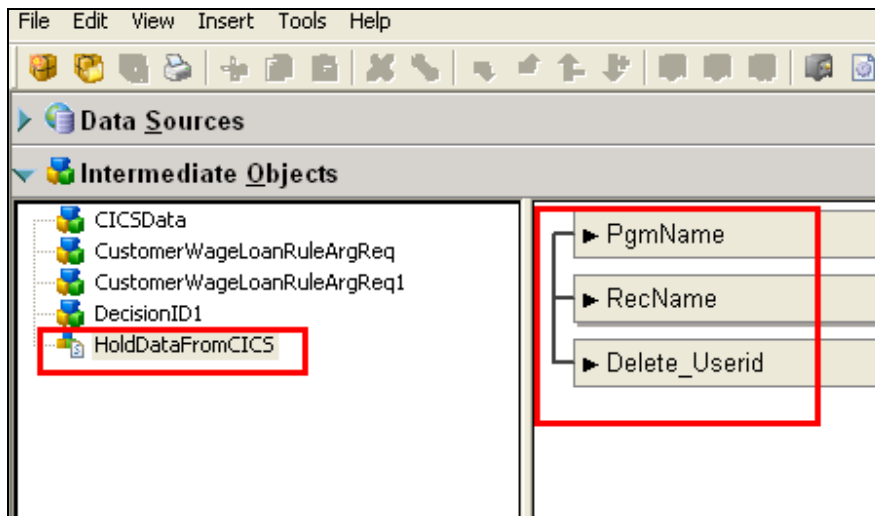 File Edit View Insert Tools Help
Data Sources
Intermediate Objects
CICSData
CustomerWageLoanRuleArgReq
CustomerWageLoanRuleArgReq1
DecisionID1
HoldDataFromCICS
PgmName
RecName
Delete_Userid